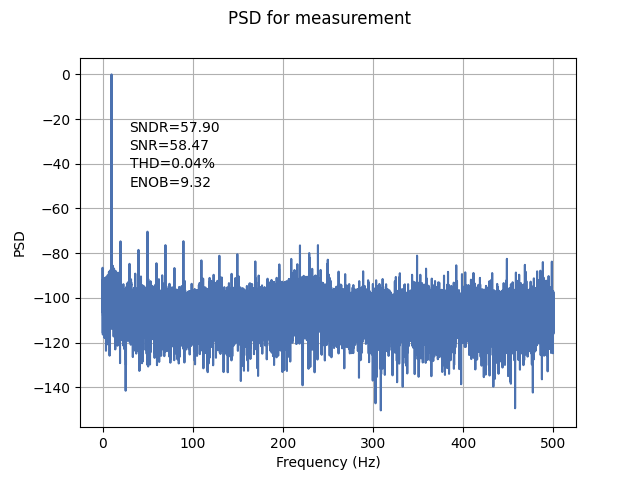 PSD for measurement
0
−20
−40
−60
−80
−100
−120
−140
PSD
SNDR=57.90
SNR=58.47
THD=0.04%
ENOB=9.32
0
100
200
300
400
500
Frequency (Hz)